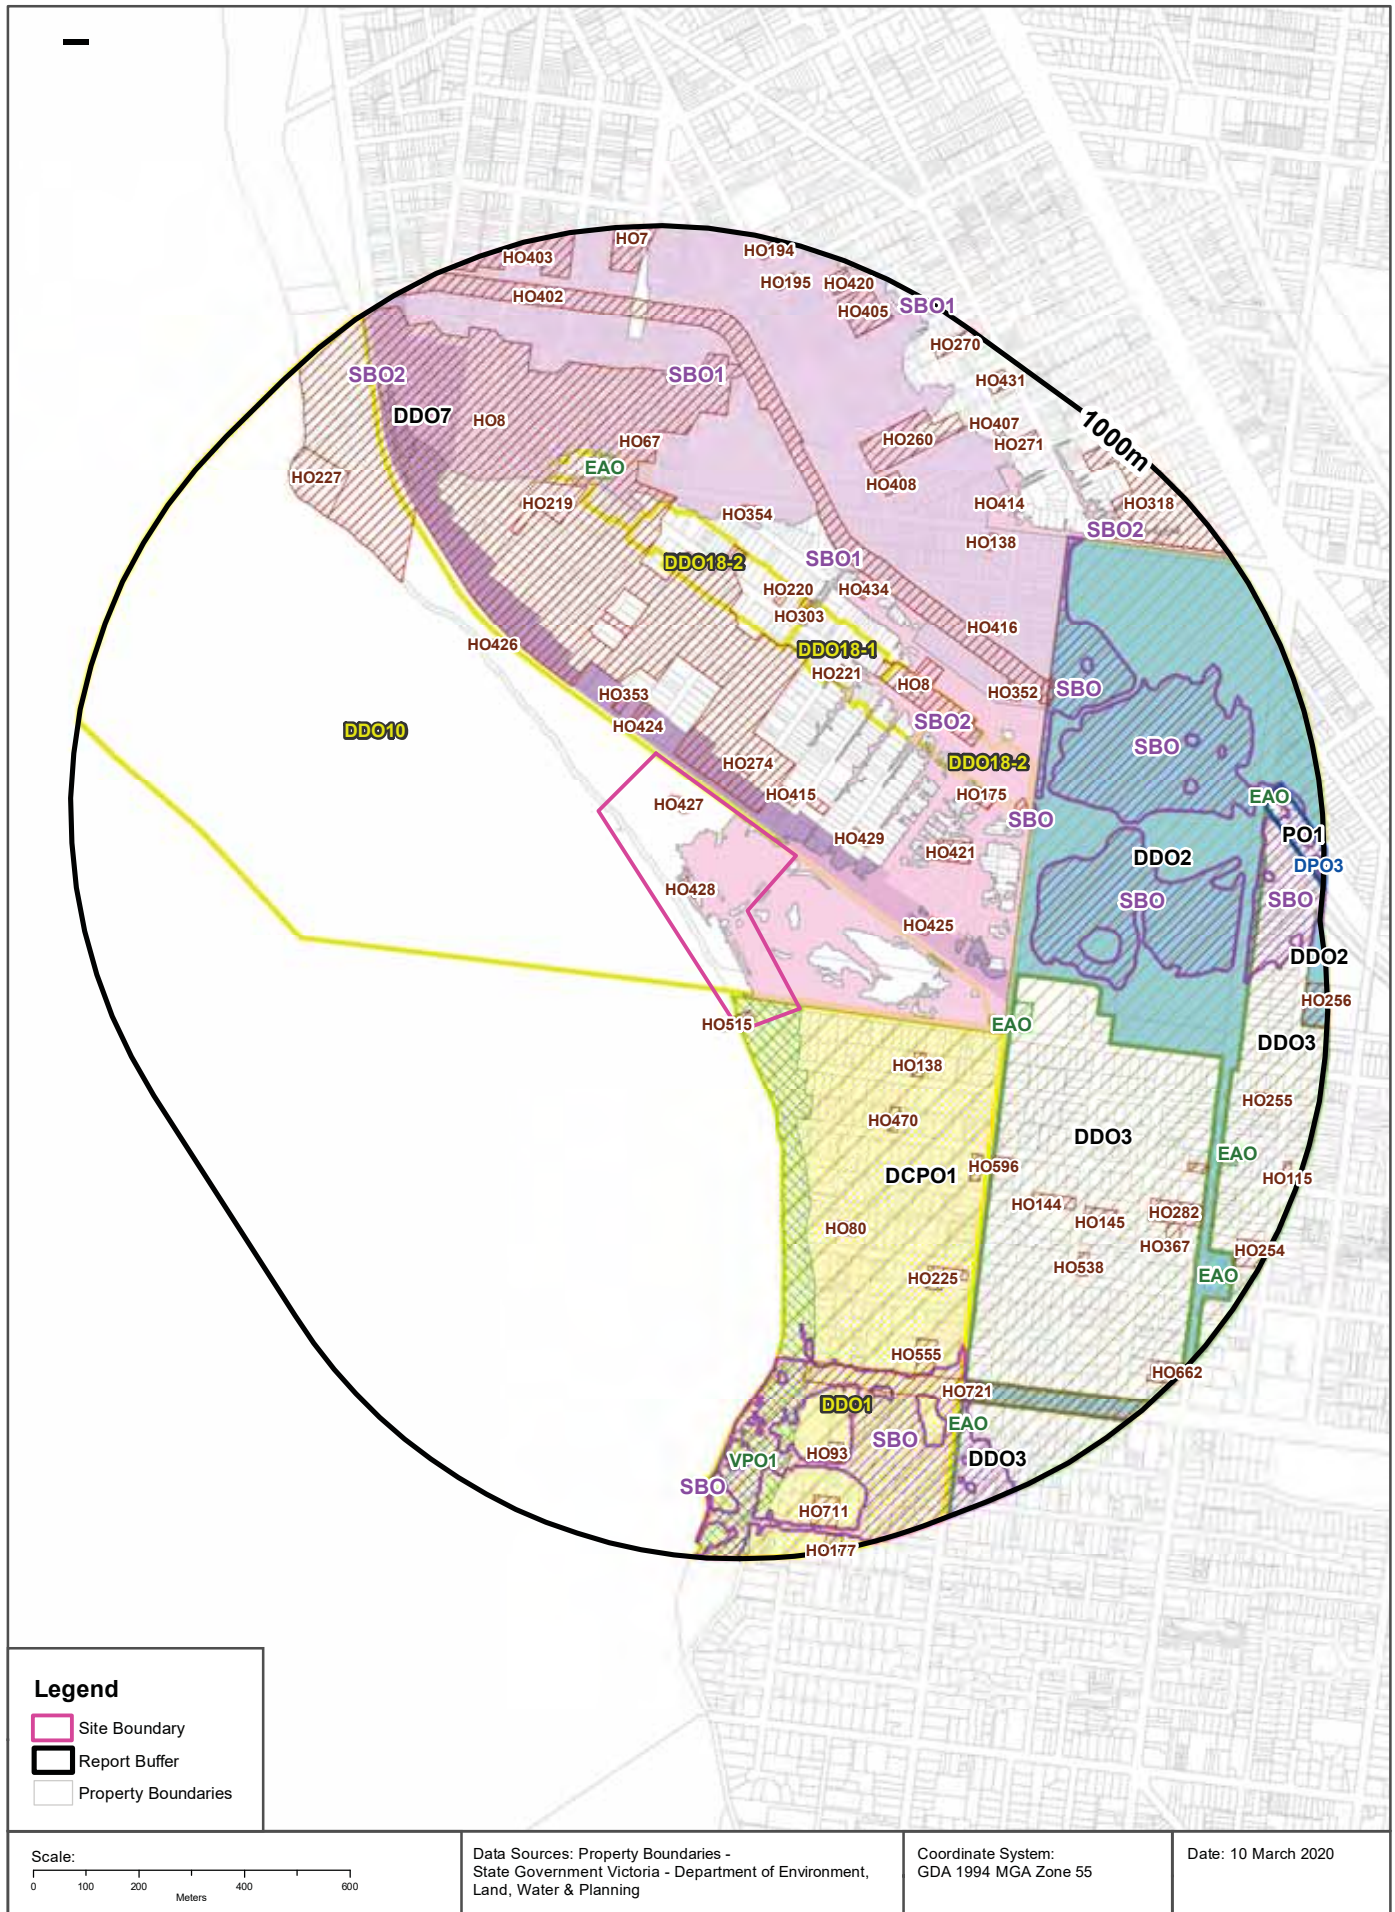 HO7
HO403
HO194
HO195
HO420
HO402
SBO1
HO405
HO270
SBO2
SBO1
HO431
DDO7
HO8
HO407
1000m
HO67
HO260
HO271
EAO
HO227
HO408
HO219
HO414
HO318
HO354
SBO2
HO138
DDO18-2
SBO1
HO220
HO434
HO303
HO416
HO426
DDO18-1
HO221
HO8
SBO
HO353
HO352
HO424
SBO2
DDO10
SBO
HO274
DDO18-2
HO427
HO415
HO175
EAO
SBO
HO429
PO1
HO421
DDO2
DPO3
HO428
SBO
SBO
HO425
DDO2
HO256
HO515
EAO
DDO3
HO138
HO255
HO470
DDO3
EAO
HO596
DCPO1
HO115
HO144
HO145
HO282
HO80
HO367
HO254
HO538
HO225
EAO
HO555
HO662
HO721
DDO1
EAO
SBO
HO93
VPO1
DDO3
SBO
HO711
HO177
Legend
Site Boundary
Report Buffer
Property Boundaries
Scale:
0 100 200 400 600
Meters
Data Sources: Property Boundaries -
State Government Victoria - Department of Environment,
Land, Water & Planning
Coordinate System:
GDA 1994 MGA Zone 55
Date: 10 March 2020